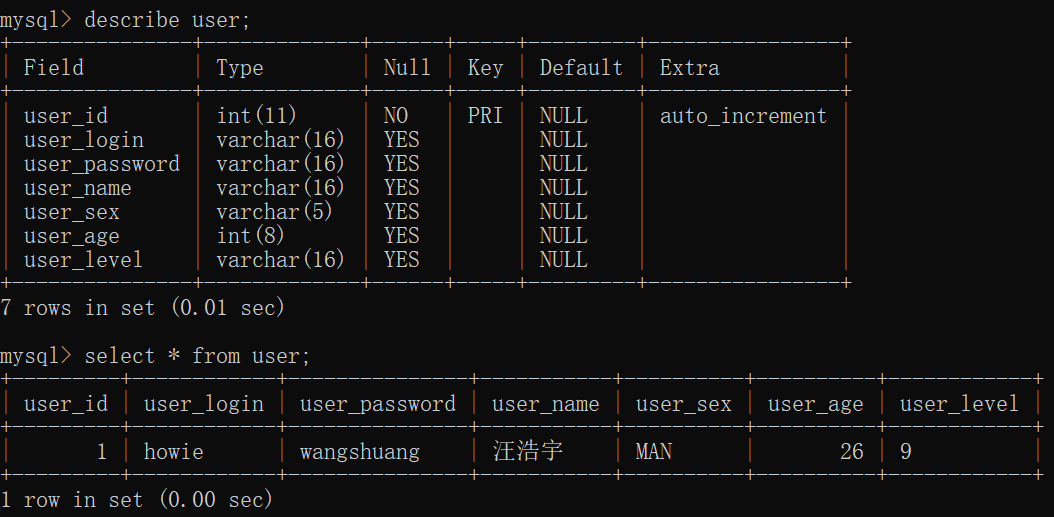 mysql> describe user;
+---------------+-------------+------+-----+---------+----------------+
| Field         | Type        | Null | Key | Default | Extra          |
+---------------+-------------+------+-----+---------+----------------+
| user_id       | int(11)     | NO   | PRI | NULL    | auto_increment |
| user_login    | varchar(16) | YES  |     | NULL    |                |
| user_password | varchar(16) | YES  |     | NULL    |                |
| user_name     | varchar(16) | YES  |     | NULL    |                |
| user_sex      | varchar(5)  | YES  |     | NULL    |                |
| user_age      | int(8)      | YES  |     | NULL    |                |
| user_level    | varchar(16) | YES  |     | NULL    |                |
+---------------+-------------+------+-----+---------+----------------+
7 rows in set (0.01 sec)
mysql> select * from user;
+---------+------------+---------------+-----------+----------+----------+------------+
| user_id | user_login | user_password | user_name | user_sex | user_age | user_level |
+---------+------------+---------------+-----------+----------+----------+------------+
|       1 | howie      | wangshuang    | 汪浩宇    | MAN      |       26 | 9          |
+---------+------------+---------------+-----------+----------+----------+------------+
1 row in set (0.00 sec)